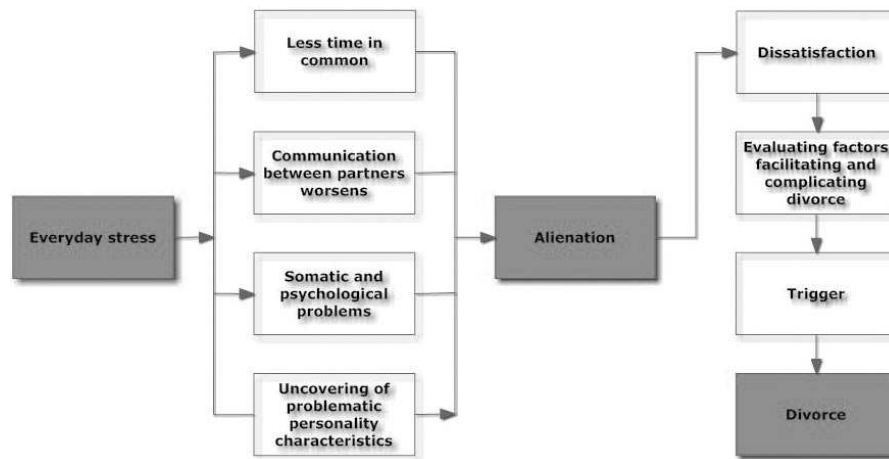 Everyday stress
Less time in
common
Communication
between partners
worsens
Somatic and
psychological
problems
Uncovering of
problematic
personality
characteristics
Alienation
Dissatisfaction
Evaluating factors
facilitating and
complicating
divorce
Trigger
Divorce